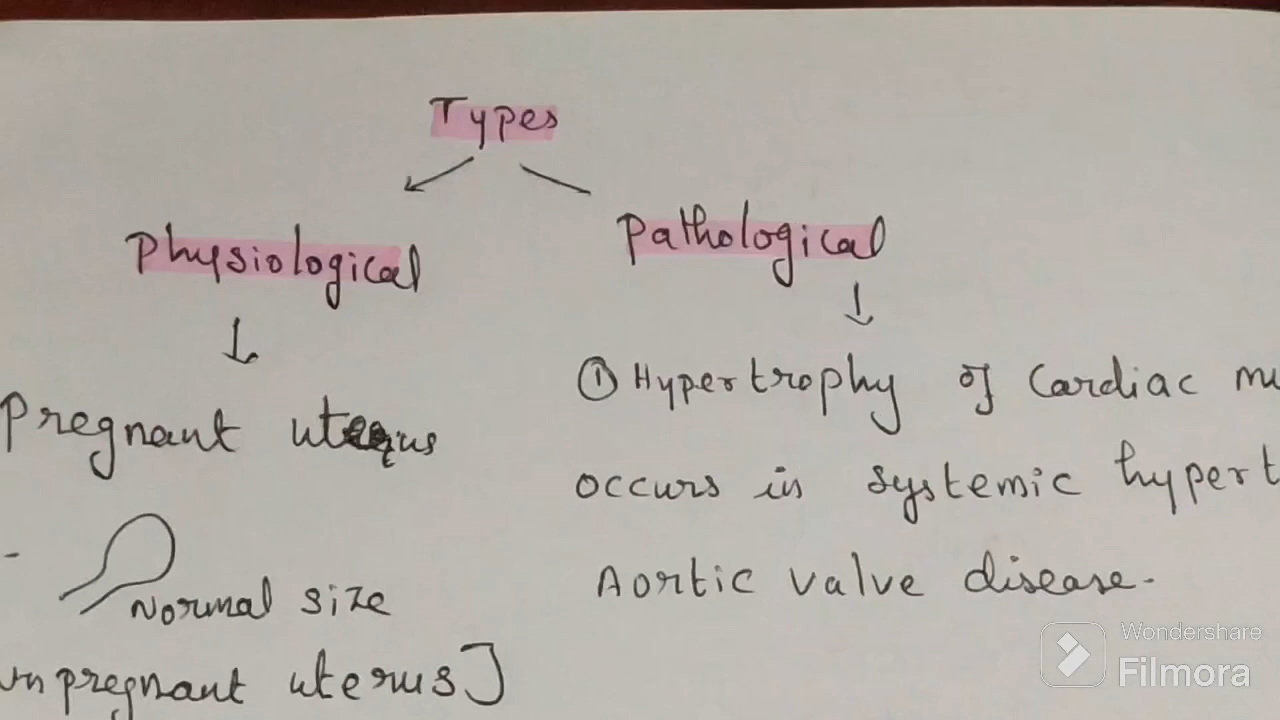 Types
Physiological
Pathological
Pregnant uterus
① Hypertrophy of Cardiac mu
occurs in systemic hypert
Aortic valve disease.
Normal size
pregnant uterus]
Wondershare
Filmora